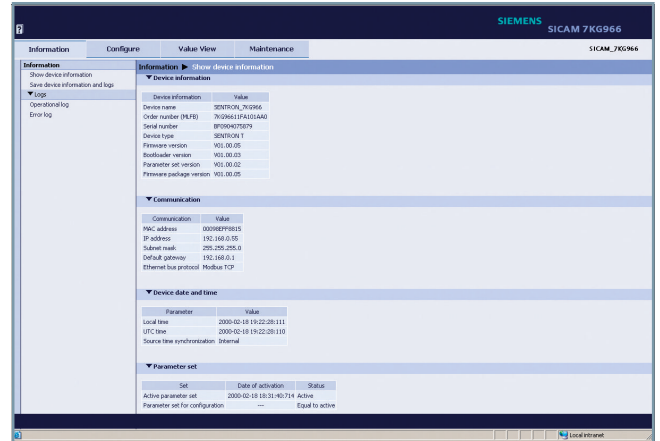 SIEMENS
SICAM 7KG966
Information Configure Value View Maintenance SICAM_7KG966
Information
Show device information
Save device information and logs
▼ Logs
Operational log
Error log
Information ► Show device information
▼ Device information
Device information Value
Device name SENTRON_7KG966
Order number (MLFB) 7KG96611FA101AA0
Serial number BF0904075879
Device type SENTRON T
Firmware version V01.00.05
Bootloader version V01.00.03
Parameter set version V01.00.02
Firmware package version V01.00.05
▼ Communication
Communication Value
MAC address 00098EFF8815
IP address 192.168.0.55
Subnet mask 255.255.255.0
Default gateway 192.168.0.1
Ethernet bus protocol Modbus TCP
▼ Device date and time
Parameter Value
Local time 2000-02-18 19:22:28:111
UTC time 2000-02-18 19:22:28:110
Source time synchronization Internal
▼ Parameter set
Set Date of activation Status
Active parameter set 2000-02-18 18:31:40:714 Active
Parameter set for configuration --- Equal to active
Local intranet